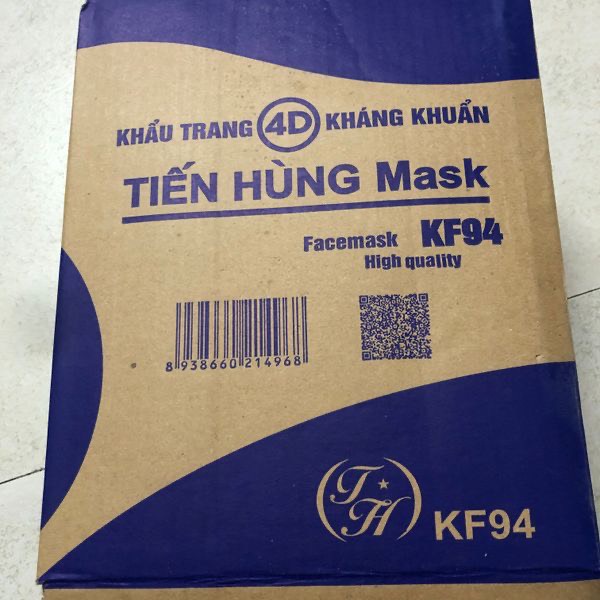 KHẨU TRANG 4D KHÁNG KHUẨN
TIẾN HÙNG Mask
Facemask KF94
High quality
8 938660 214968
TH KF94